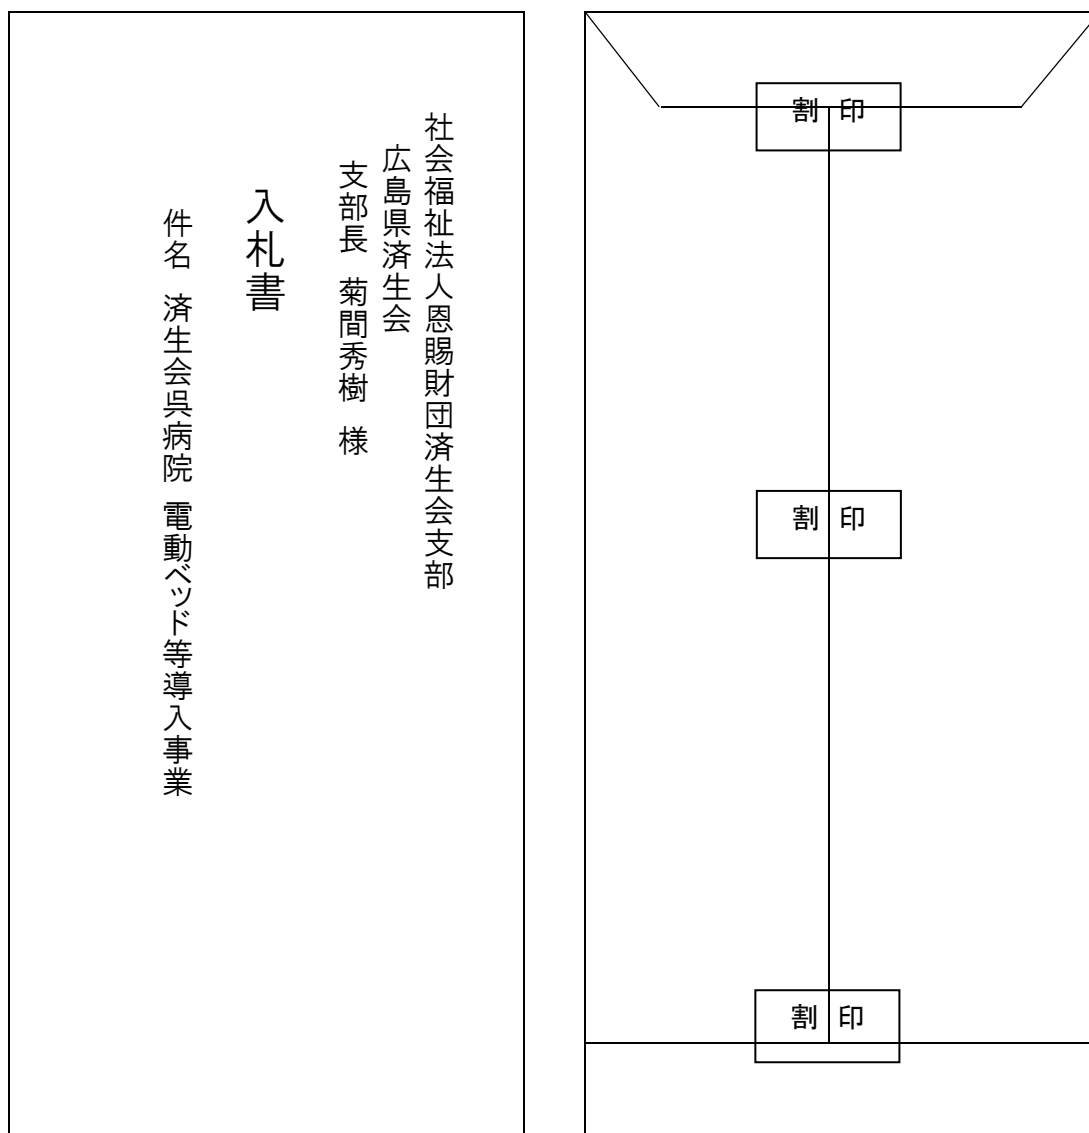 社会福祉法人恩賜財団済生会支部
広島県済生会
支部長 菊間秀樹 様
入札書
件名 済生会呉病院 電動ベッド等導入事業
割 印
割 印
割 印